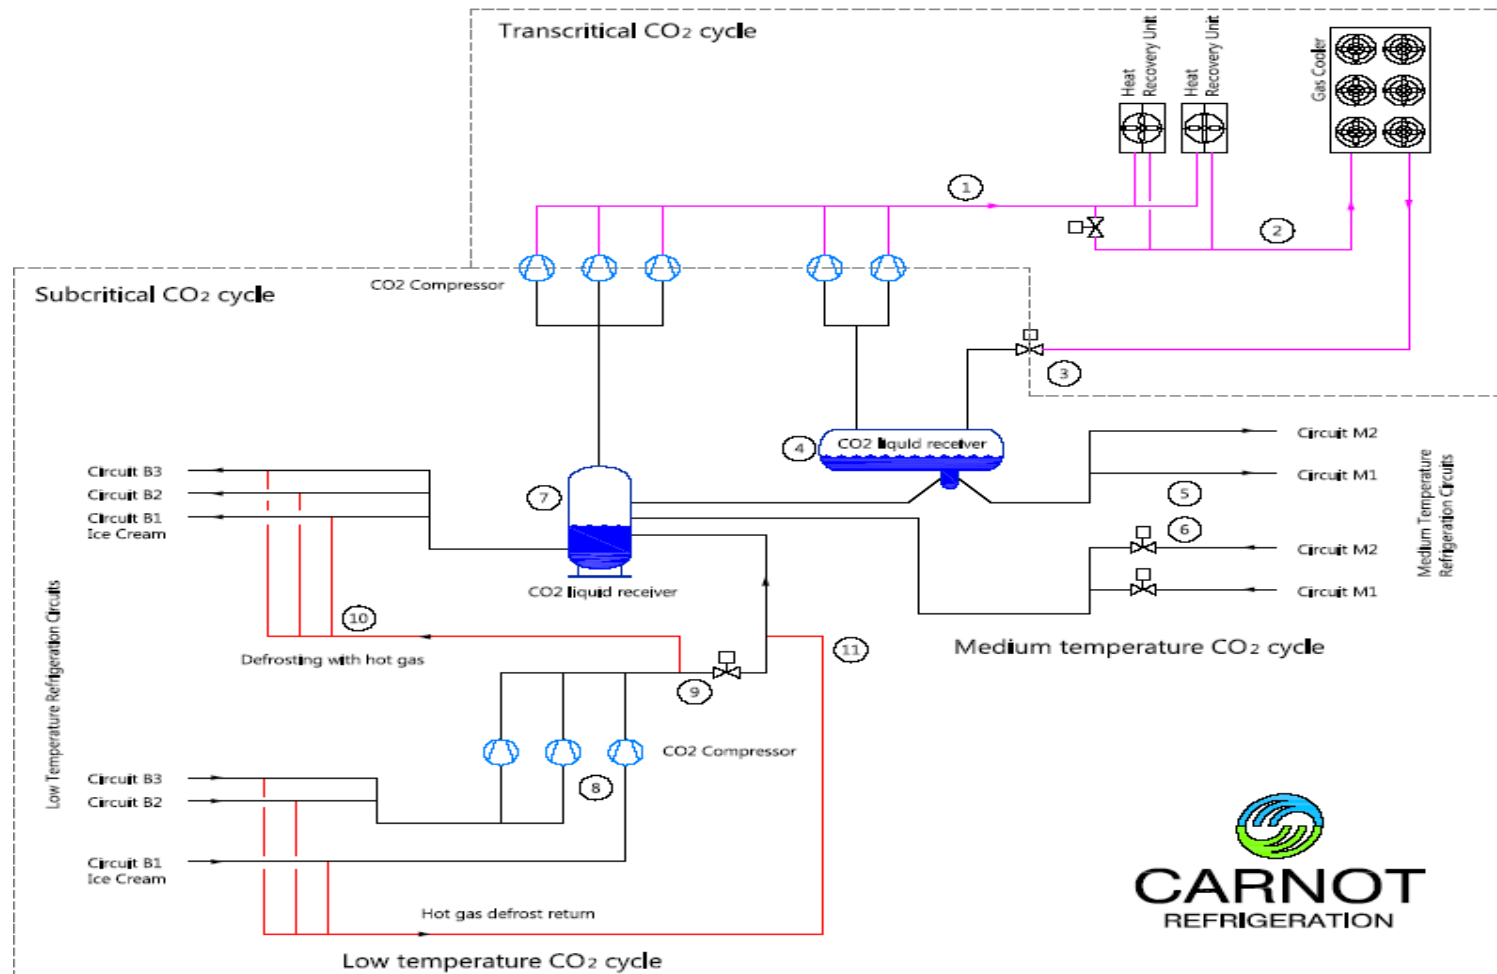 Transcritical CO2 cycle
Heat
Recovery Unit
Heat
Recovery Unit
Gas Cooler
1
2
Subcritical CO2 cycle
CO2 Compressor
3
4
CO2 liquid receiver
Circuit M2
Circuit M1
5
6
Circuit M2
Circuit M1
Medium Temperature
Refrigeration Circuits
Circuit B3
Circuit B2
Circuit B1
Ice Cream
7
CO2 liquid receiver
Low Temperature Refrigeration Circuits
10
Defrosting with hot gas
11
Medium temperature CO2 cycle
9
CO2 Compressor
8
Circuit B3
Circuit B2
Circuit B1
Ice Cream
Hot gas defrost return
Low temperature CO2 cycle
CARNOT
REFRIGERATION